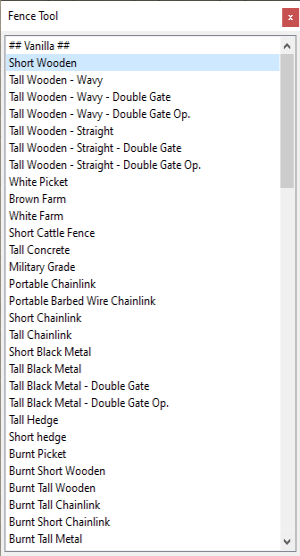 Fence Tool
x
## Vanilla ##
Short Wooden
Tall Wooden - Wavy
Tall Wooden - Wavy - Double Gate
Tall Wooden - Wavy - Double Gate Op.
Tall Wooden - Straight
Tall Wooden - Straight - Double Gate
Tall Wooden - Straight - Double Gate Op.
White Picket
Brown Farm
White Farm
Short Cattle Fence
Tall Concrete
Military Grade
Portable Chainlink
Portable Barbed Wire Chainlink
Short Chainlink
Tall Chainlink
Short Black Metal
Tall Black Metal
Tall Black Metal - Double Gate
Tall Black Metal - Double Gate Op.
Tall Hedge
Short hedge
Burnt Picket
Burnt Short Wooden
Burnt Tall Wooden
Burnt Tall Chainlink
Burnt Short Chainlink
Burnt Tall Metal